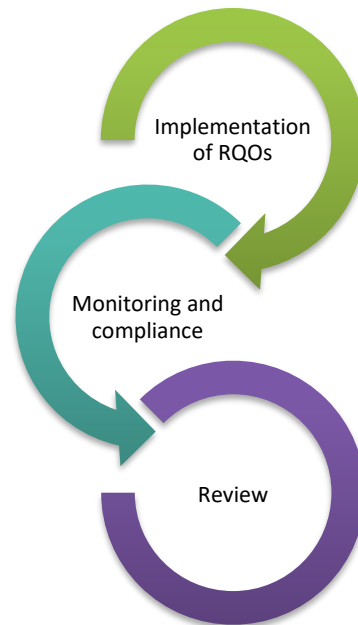 Implementation
of RQOs
Monitoring and
compliance
Review